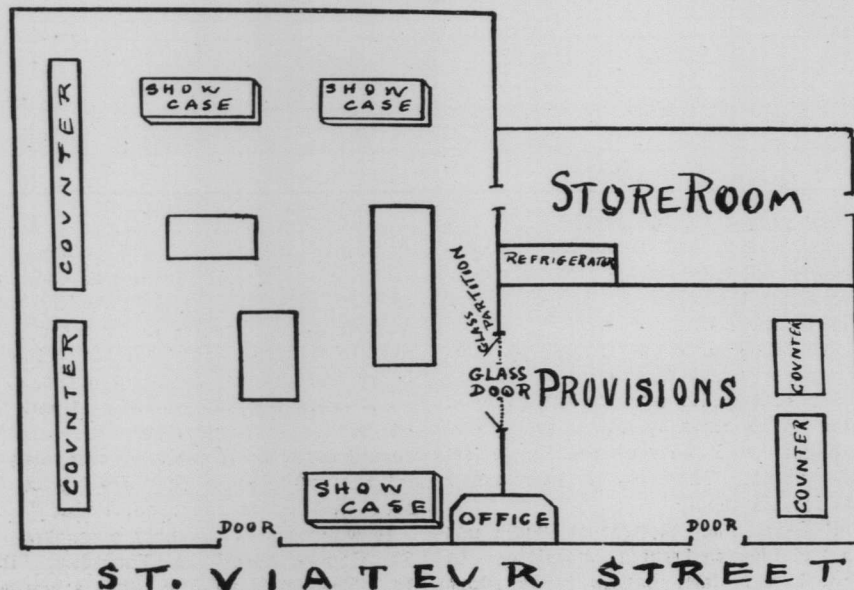 SHOW
CASE
SHOW
CASE
COUNTER
STOREROOM
REFRIGERATOR
GLASS
PARTITION
COUNTER
COUNTER
GLASS
DOOR
PROVISIONS
COUNTER
SHOW
CASE
OFFICE
DOOR
DOOR
ST. VIATEUR STREET